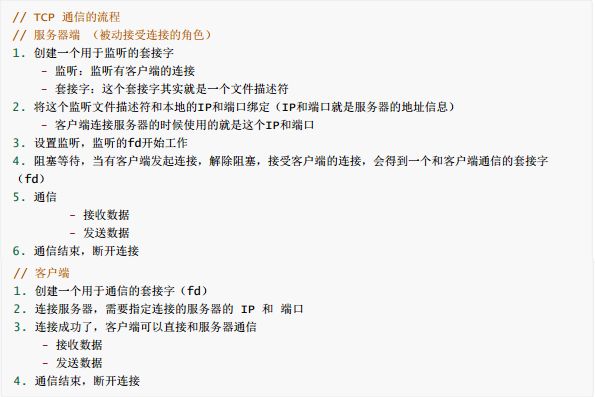 // TCP 通信的流程
// 服务器端 （被动接受连接的角色）
1. 创建一个用于监听的套接字
- 监听：监听有客户端的连接
- 套接字：这个套接字其实就是一个文件描述符
2. 将这个监听文件描述符和本地的IP和端口绑定（IP和端口就是服务器的地址信息）
- 客户端连接服务器的时候使用的就是这个IP和端口
3. 设置监听，监听的fd开始工作
4. 阻塞等待，当有客户端发起连接，解除阻塞，接受客户端的连接，会得到一个和客户端通信的套接字
（fd）
5. 通信
- 接收数据
- 发送数据
6. 通信结束，断开连接
// 客户端
1. 创建一个用于通信的套接字（fd）
2. 连接服务器，需要指定连接的服务器的 IP 和 端口
3. 连接成功了，客户端可以直接和服务器通信
- 接收数据
- 发送数据
4. 通信结束，断开连接